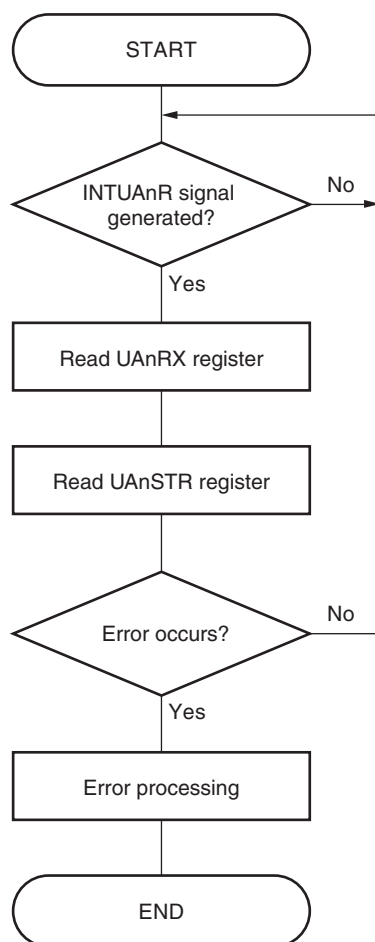 START
INTUAnR signal
generated?
No
Yes
Read UAnRX register
Read UAnSTR register
Error occurs?
No
Yes
Error processing
END